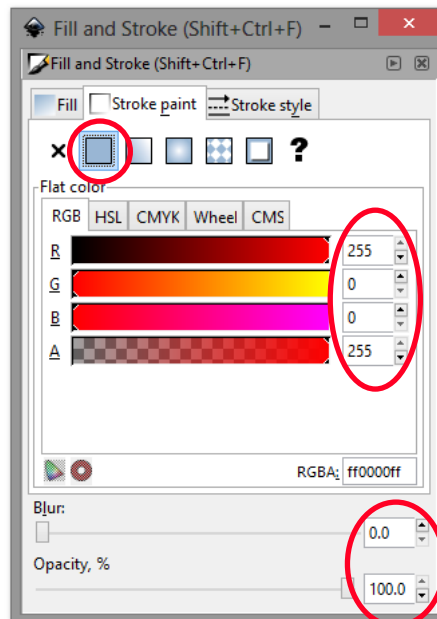 Fill and Stroke (Shift+Ctrl+F)
Fill and Stroke (Shift+Ctrl+F)
Fill Stroke paint Stroke style
?
Flat color
RGB HSL CMYK Wheel CMS
R 255
G 0
B 0
A 255
RGBA: ff0000ff
Blur:
0.0
Opacity, %
100.0